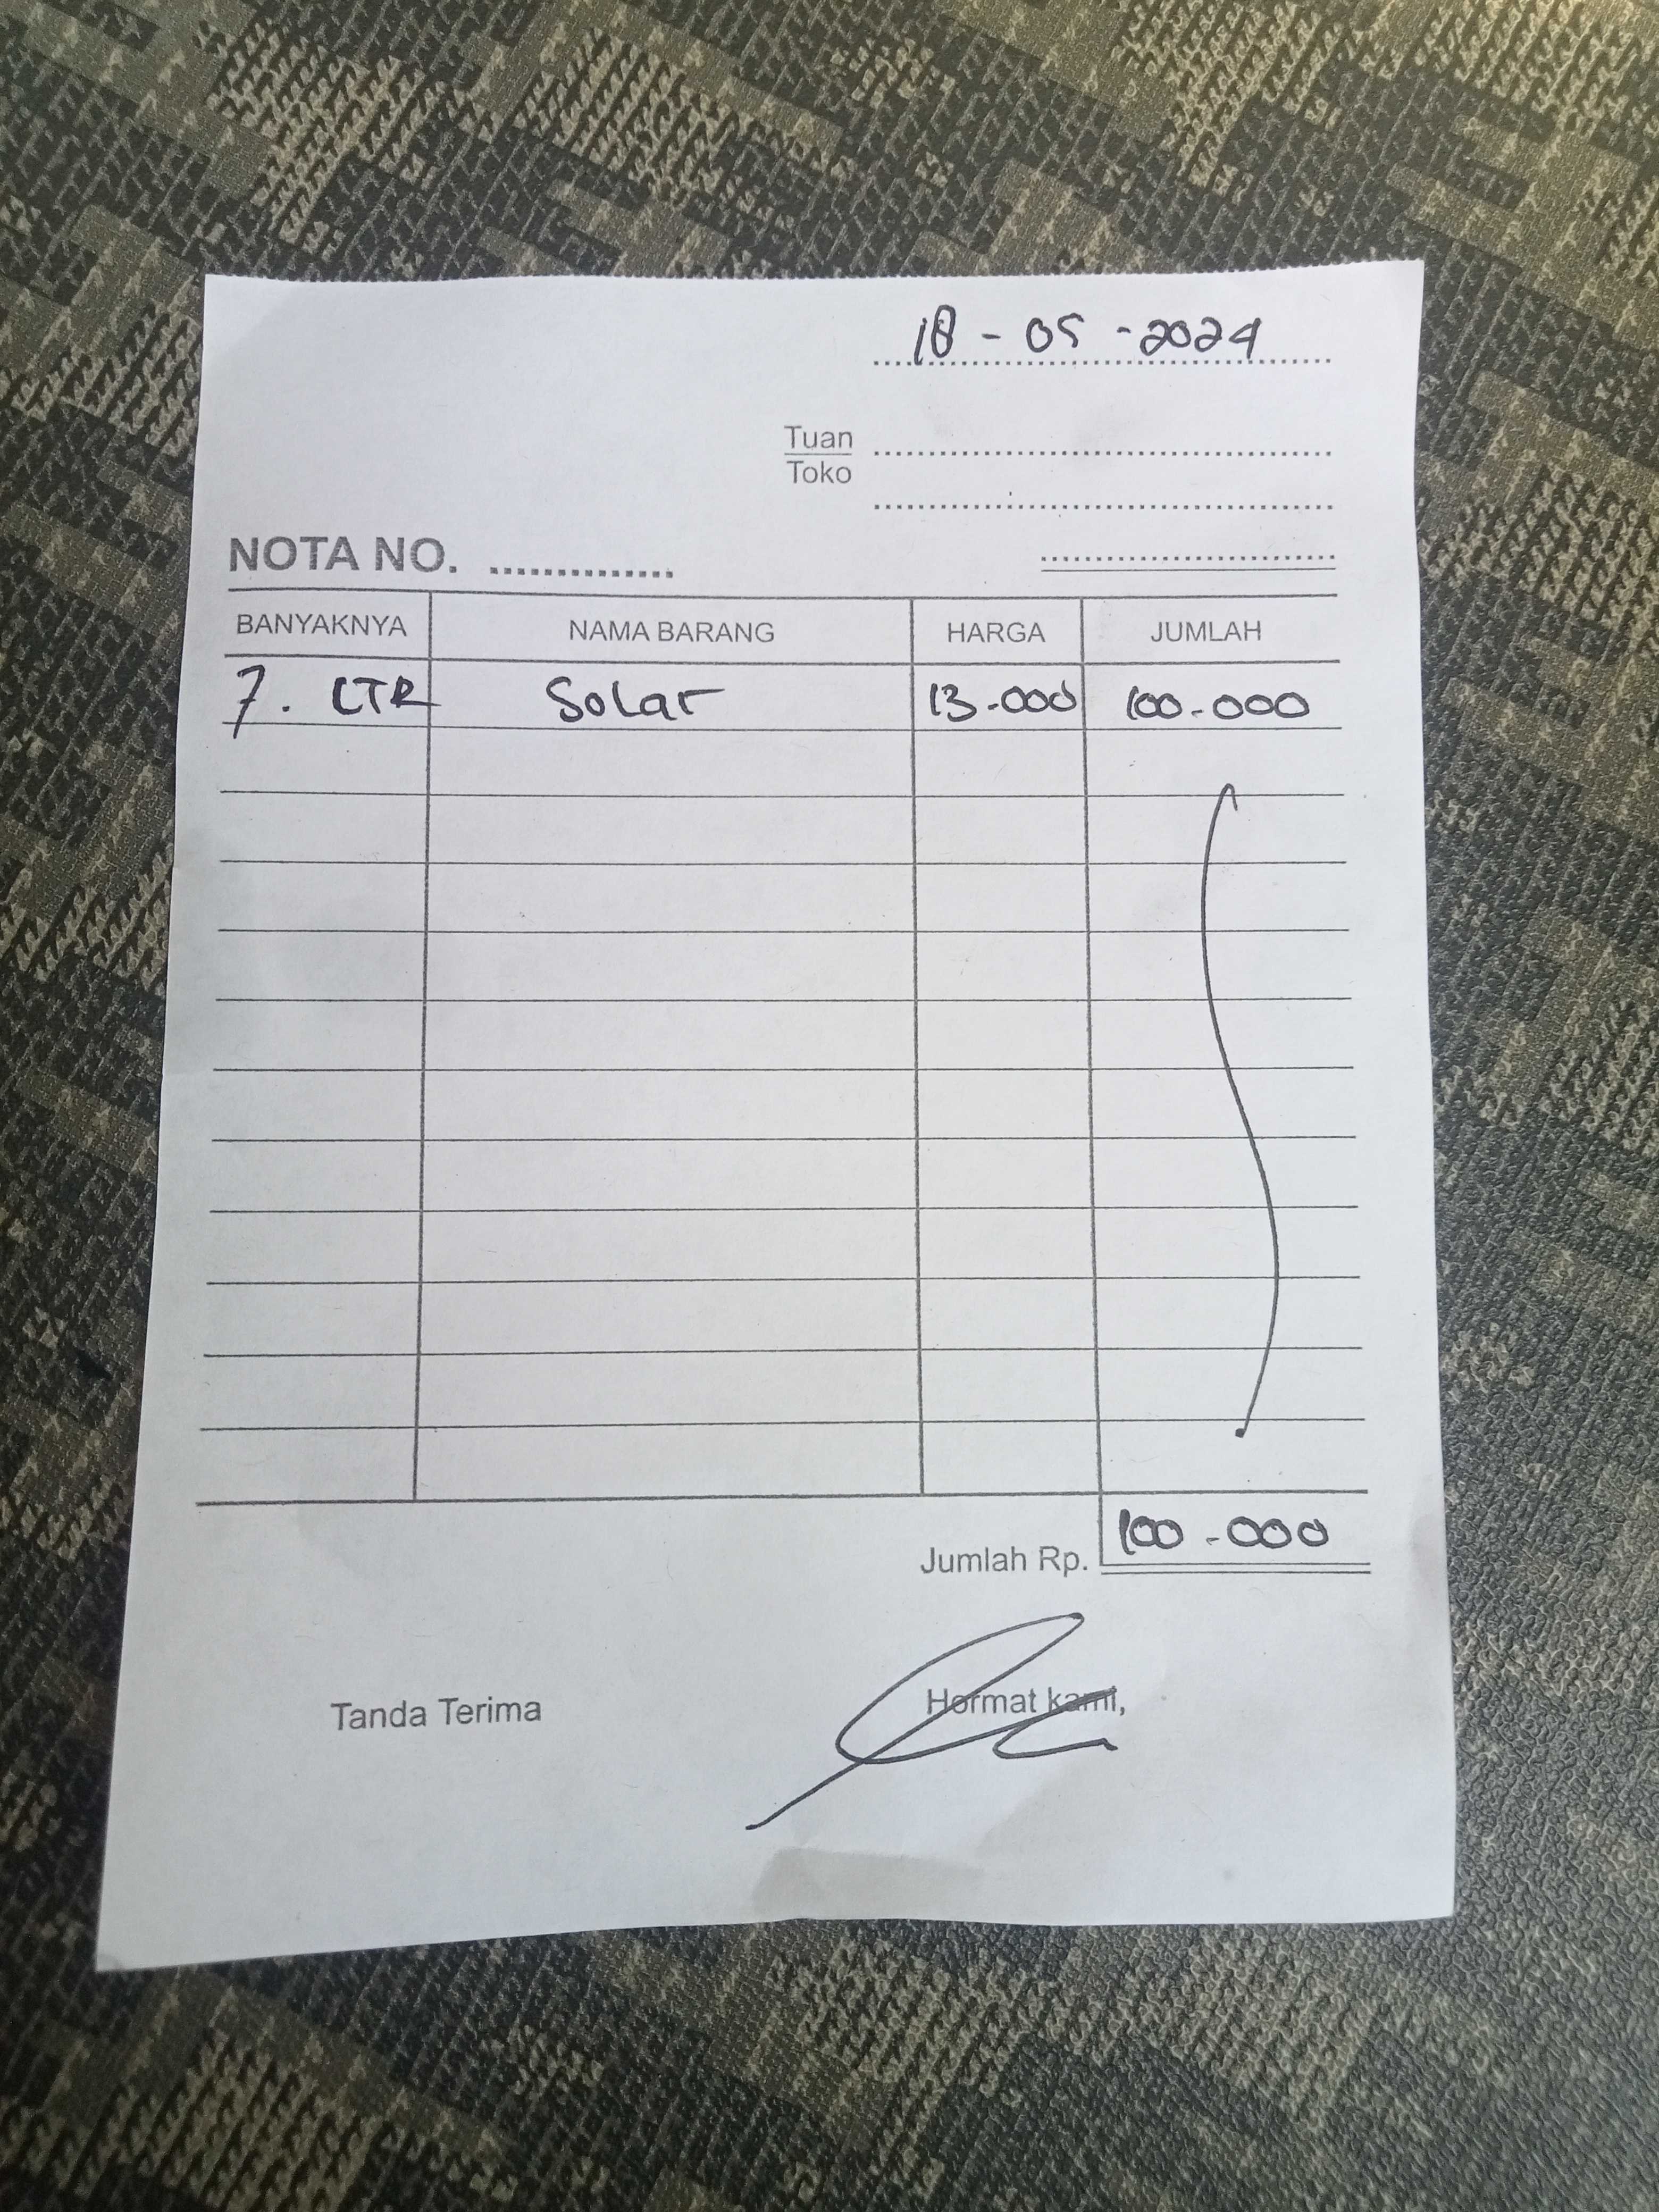 18 - 05 - 2024
Tuan
Toko
NOTA NO.
BANYAKNYA NAMA BARANG HARGA JUMLAH
7. LTR Solar 13.000 100.000
Jumlah Rp. 100.000
Tanda Terima Hormat kami,